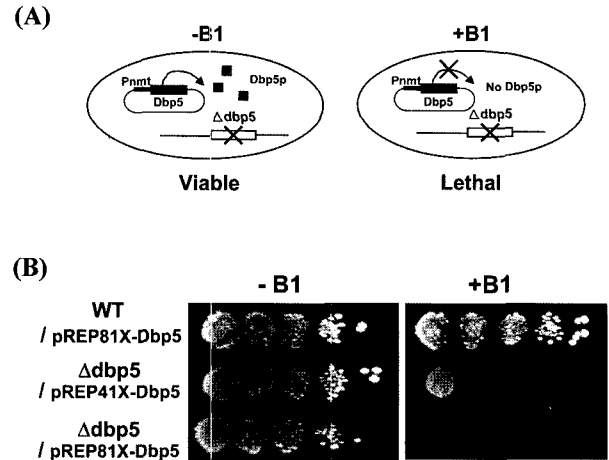 (A)
-B1
+B1
Pnmt
Dbp5
Dbp5p
Δdbp5
Viable
Pnmt
Dbp5
No Dbp5p
Δdbp5
Lethal
(B)
- B1
+B1
WT
/ pREP81X-Dbp5
Δdbp5
/ pREP41X-Dbp5
Δdbp5
/ pREP81X-Dbp5